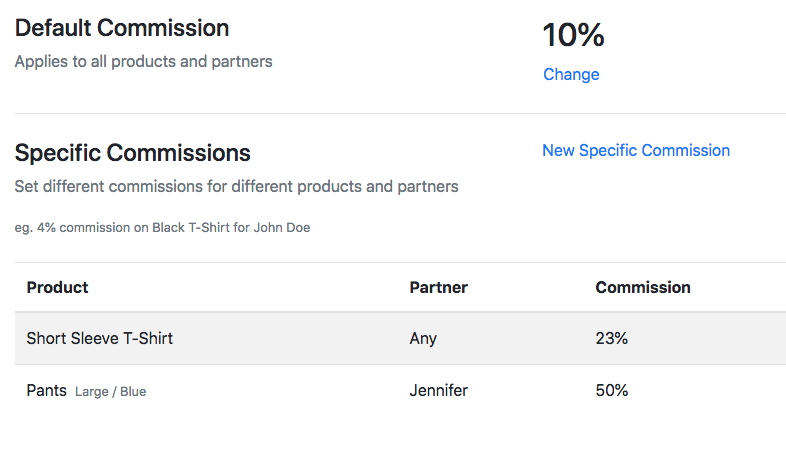 Default Commission
10%
Applies to all products and partners
Change
Specific Commissions
New Specific Commission
Set different commissions for different products and partners
eg. 4% commission on Black T-Shirt for John Doe
Product Partner Commission
Short Sleeve T-Shirt Any 23%
Pants Large / Blue Jennifer 50%